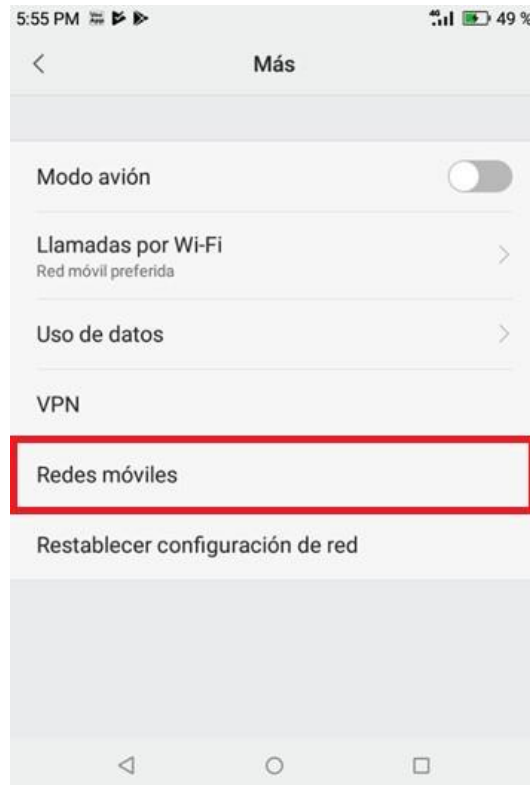 5:55 PM 4G 49 %
Más
Modo avión
Llamadas por Wi-Fi
Red móvil preferida
Uso de datos
VPN
Redes móviles
Restablecer configuración de red